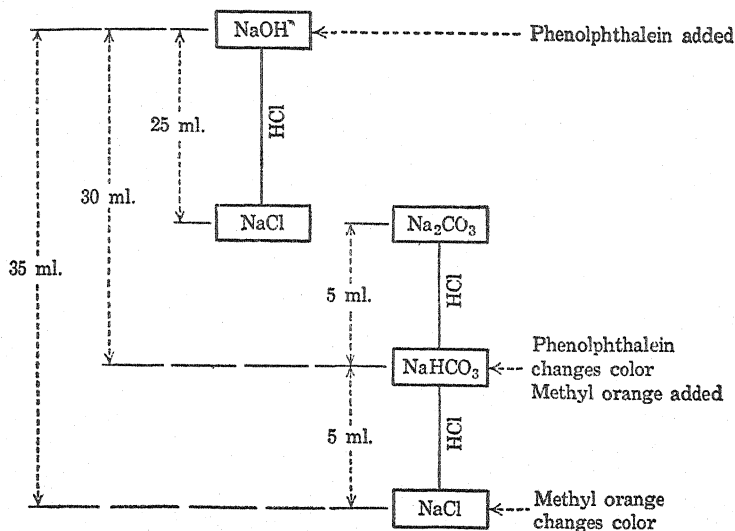 NaOH
Phenolphthalein added
HCl
25 ml.
30 ml.
35 ml.
NaCl
Na₂CO₃
5 ml.
HCl
NaHCO₃
Phenolphthalein
changes color
Methyl orange added
5 ml.
HCl
NaCl
Methyl orange
changes color